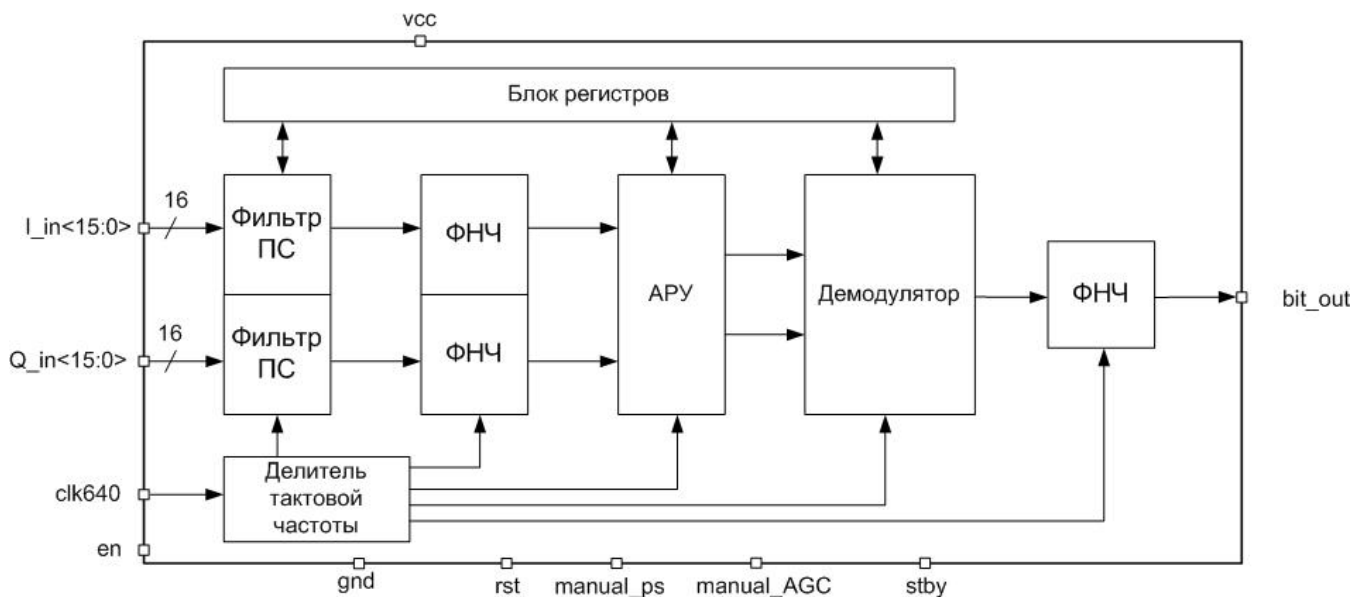 vcc
Блок регистров
16
I_in<15:0>
Фильтр
ПС
ФНЧ
АРУ
Демодулятор
ФНЧ
bit_out
16
Q_in<15:0>
Фильтр
ПС
ФНЧ
clk640
Делитель
тактовой
частоты
en
gnd
rst
manual_ps
manual_AGC
stby